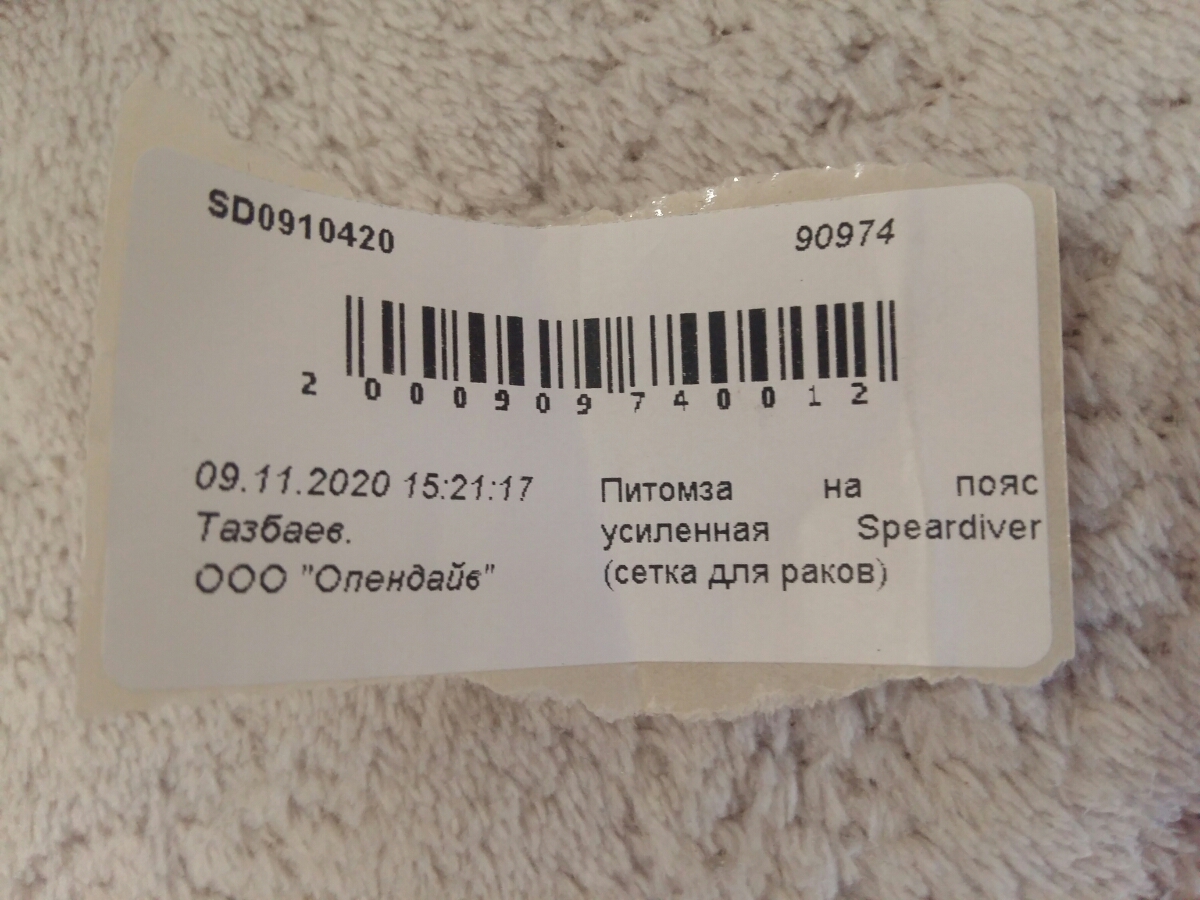 SD0910420 90974
2 000909 740012
09.11.2020 15:21:17
Тазбаев.
ООО "Опендайв"
Питомза на пояс
усиленная Speardiver
(сетка для раков)